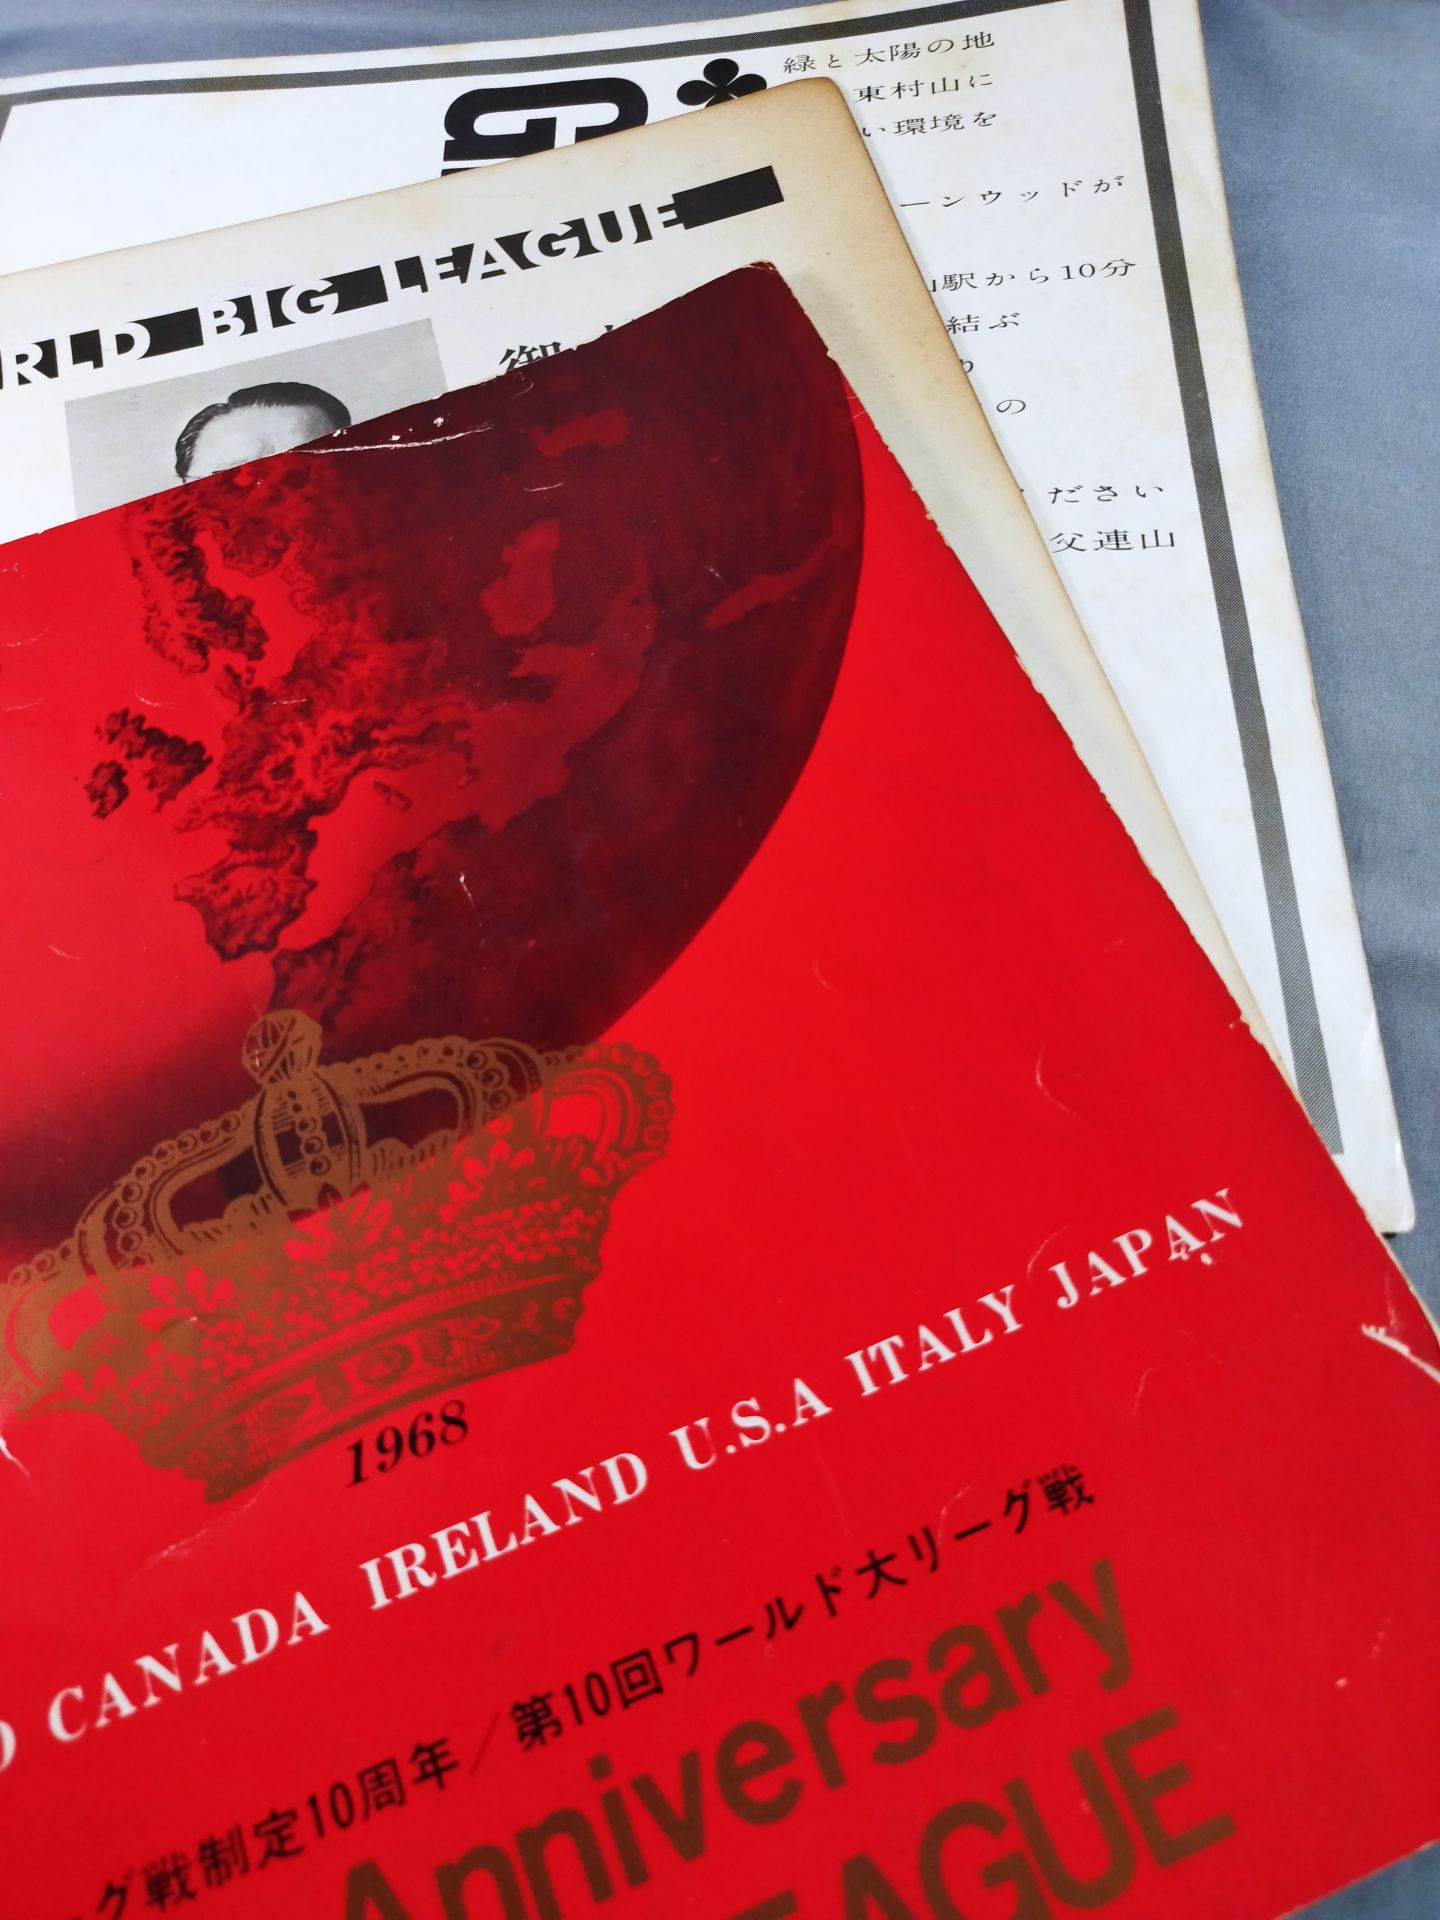 緑と太陽の地
東村山に
い環境を
ーンウッドが
山駅から10分
結ぶ
の
ださい
父連山
RLD BIG LEAGUE
1968
CANADA IRELAND U.S.A ITALY JAPAN
グ戦制定10周年/第10回ワールド大リーグ戦
Anniversary
EAGUE